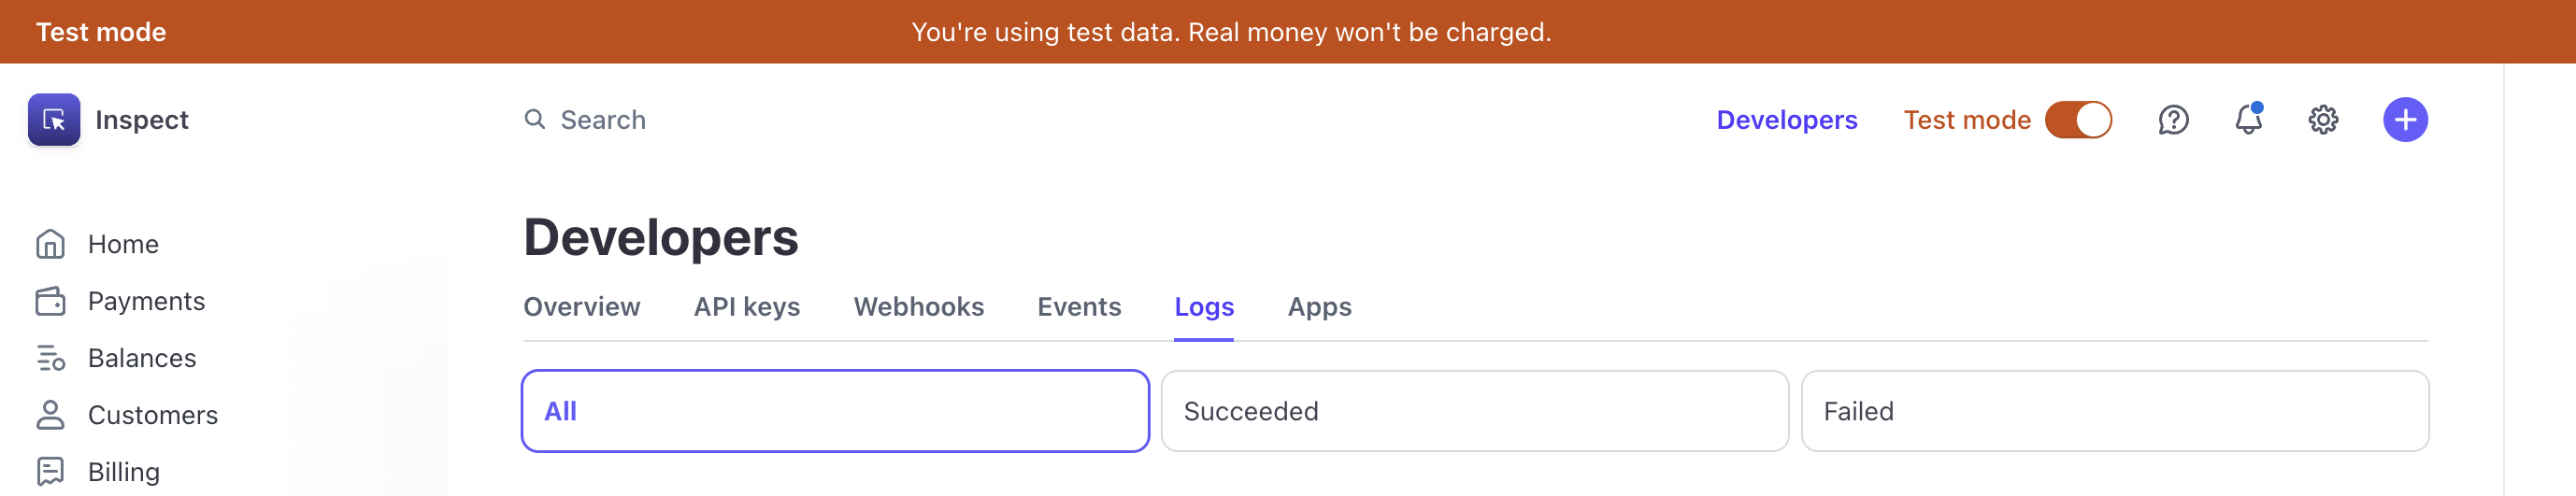 Test mode
You're using test data. Real money won't be charged.
Inspect
Search
Developers
Test mode
Home
Payments
Balances
Customers
Billing
Developers
Overview API keys Webhooks Events Logs Apps
All Succeeded Failed